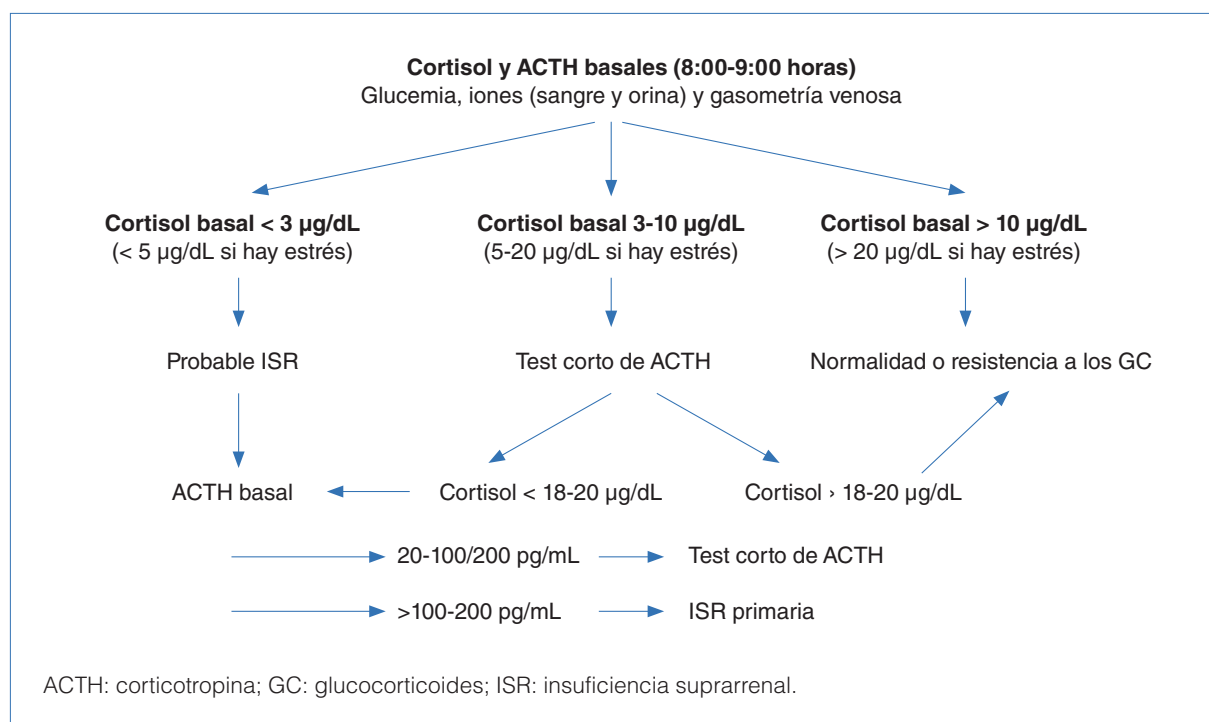 Cortisol y ACTH basales (8:00-9:00 horas)
Glucemia, iones (sangre y orina) y gasometría venosa
Cortisol basal < 3 µg/dL
(< 5 µg/dL si hay estrés)
Cortisol basal 3-10 µg/dL
(5-20 µg/dL si hay estrés)
Cortisol basal > 10 µg/dL
(> 20 µg/dL si hay estrés)
Probable ISR
Test corto de ACTH
Normalidad o resistencia a los GC
ACTH basal
Cortisol < 18-20 µg/dL
Cortisol › 18-20 µg/dL
20-100/200 pg/mL
Test corto de ACTH
>100-200 pg/mL
ISR primaria
ACTH: corticotropina; GC: glucocorticoides; ISR: insuficiencia suprarrenal.